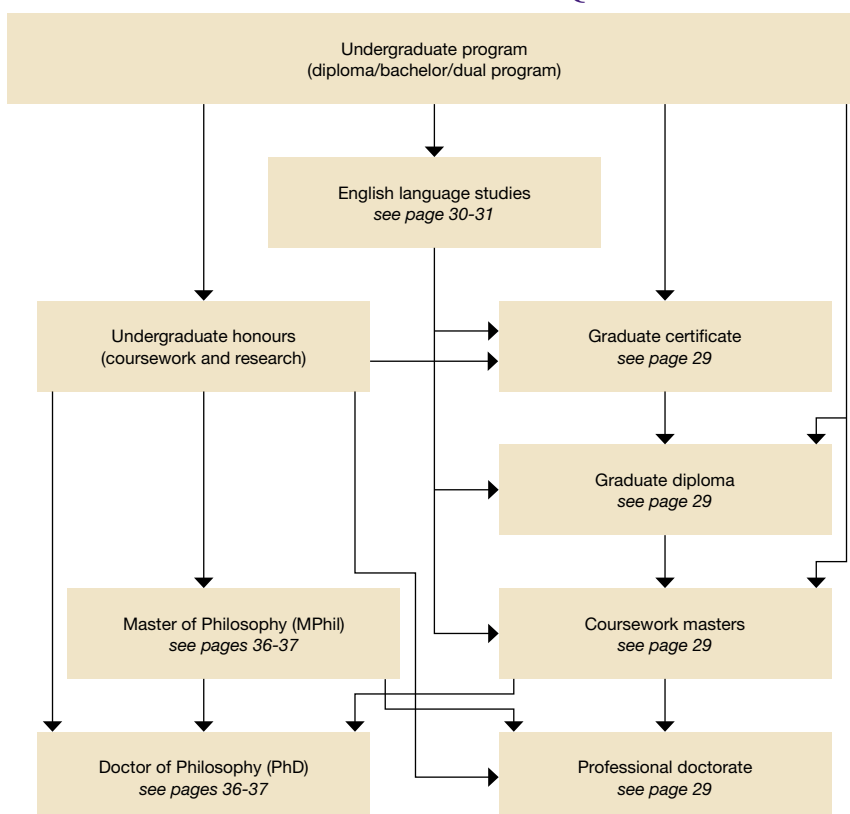 Undergraduate program
(diploma/bachelor/dual program)
English language studies
see page 30-31
Undergraduate honours
(coursework and research)
Graduate certificate
see page 29
Graduate diploma
see page 29
Master of Philosophy (MPhil)
see pages 36-37
Coursework masters
see page 29
Doctor of Philosophy (PhD)
see pages 36-37
Professional doctorate
see page 29